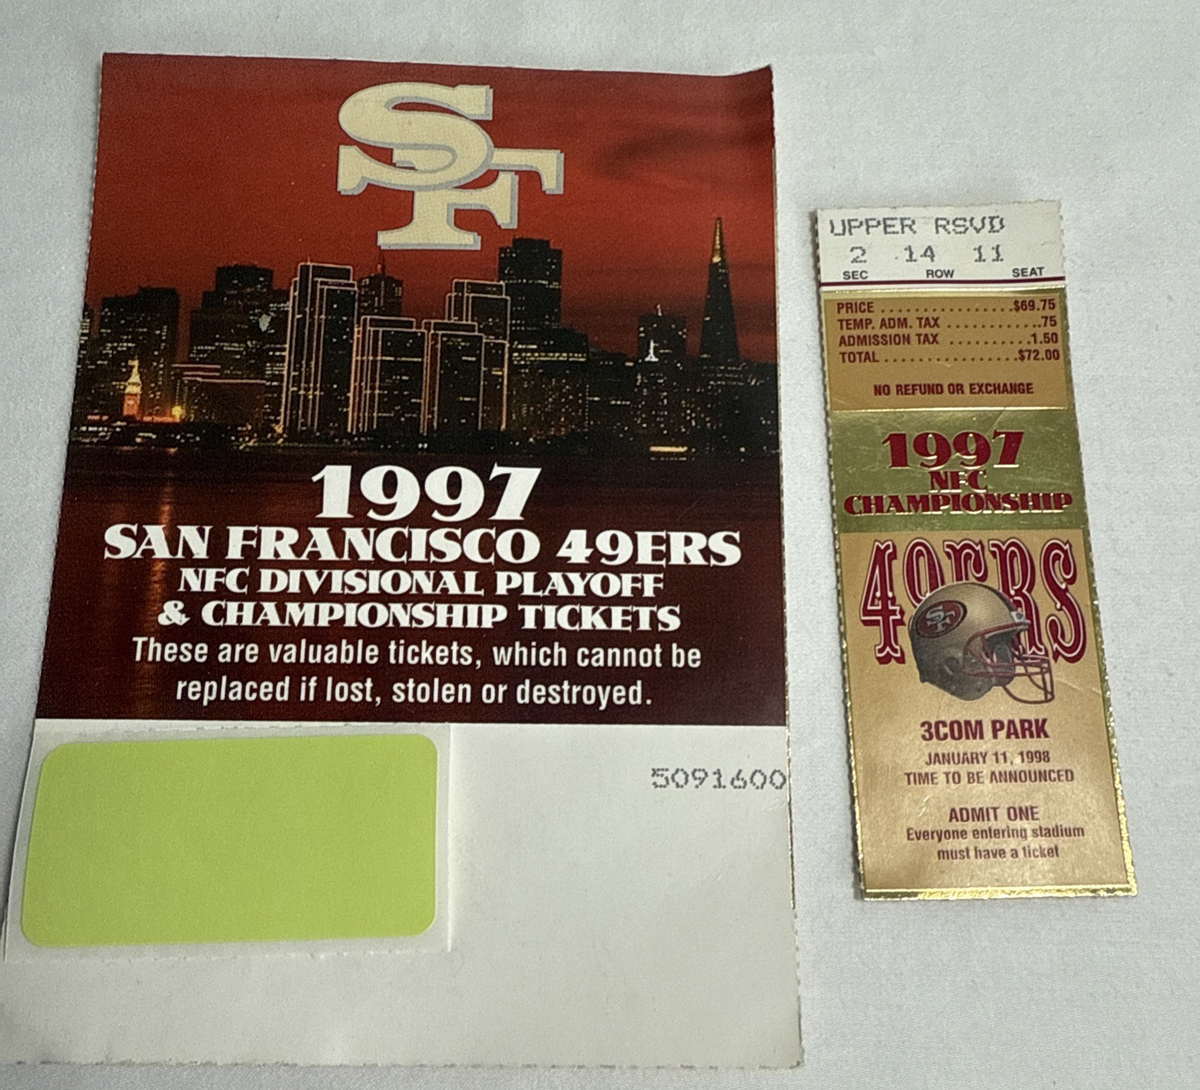 SF
1997
SAN FRANCISCO 49ERS
NFC DIVISIONAL PLAYOFF
& CHAMPIONSHIP TICKETS
These are valuable tickets, which cannot be
replaced if lost, stolen or destroyed.
5091600
UPPER RSVD
2 14 11
SEC ROW SEAT
PRICE ................$69.75
TEMP. ADM. TAX ..........75
ADMISSION TAX ..........1.50
TOTAL .................$72.00
NO REFUND OR EXCHANGE
1997
NFC
CHAMPIONSHIP
49ERS
SF
3COM PARK
JANUARY 11, 1998
TIME TO BE ANNOUNCED
ADMIT ONE
Everyone entering stadium
must have a ticket